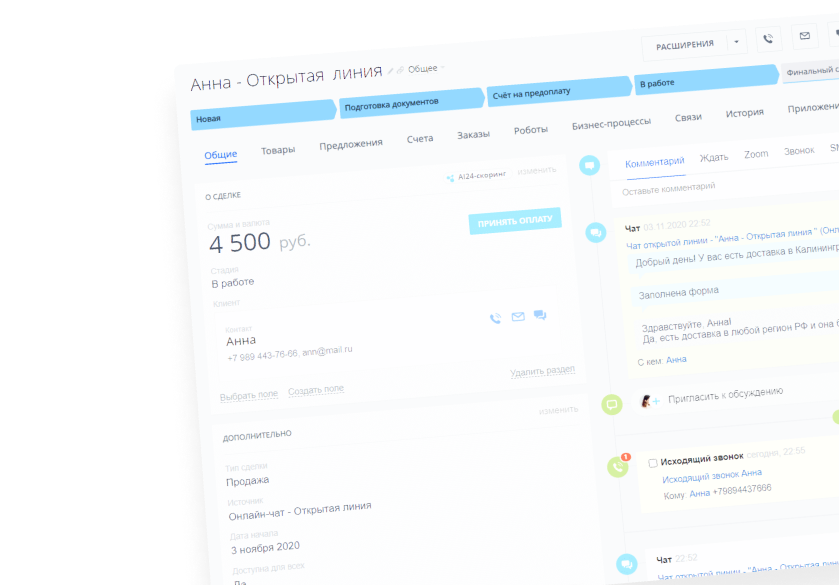 РАСШИРЕНИЯ
Анна - Открытая линия Общее
Новая
Подготовка документов
Счёт на предоплату
В работе
Финальный с
Общие
Товары
Предложения
Счета
Заказы
Роботы
Бизнес-процессы
Связи
История
Приложени
О СДЕЛКЕ
AI24-скоринг
изменить
Сумма и валюта
4 500 руб.
ПРИНЯТЬ ОПЛАТУ
Стадия
В работе
Комент
Контакт
Анна
+7 989 443-76-66, ann@mail.ru
Выбрать поле
Создать поле
Удалить раздел
ДОПОЛНИТЕЛЬНО
изменить
Тип сделки
Продажа
Источник
Онлайн-чат - Открытая линия
Дата начала
3 ноября 2020
Доступна для всех
Да
Комментарий
Ждать
Zoom
Звонок
SM
Оставьте комментарий
Чат 03.11.2020 22:52
Чат открытой линии - "Анна - Открытая линия " (Онл
Добрый день! У вас есть доставка в Калинингр
Заполнена форма
Здравствуйте, Анна!
Да, есть доставка в любой регион РФ и она б
С кем: Анна
Пригласить к обсуждению
1
Исходящий звонок сегодня, 22:55
Исходящий звонок Анна
Кому: Анна +79894437666
Чат 22:52
Чат открытой линии - "Анна - Открытая лини